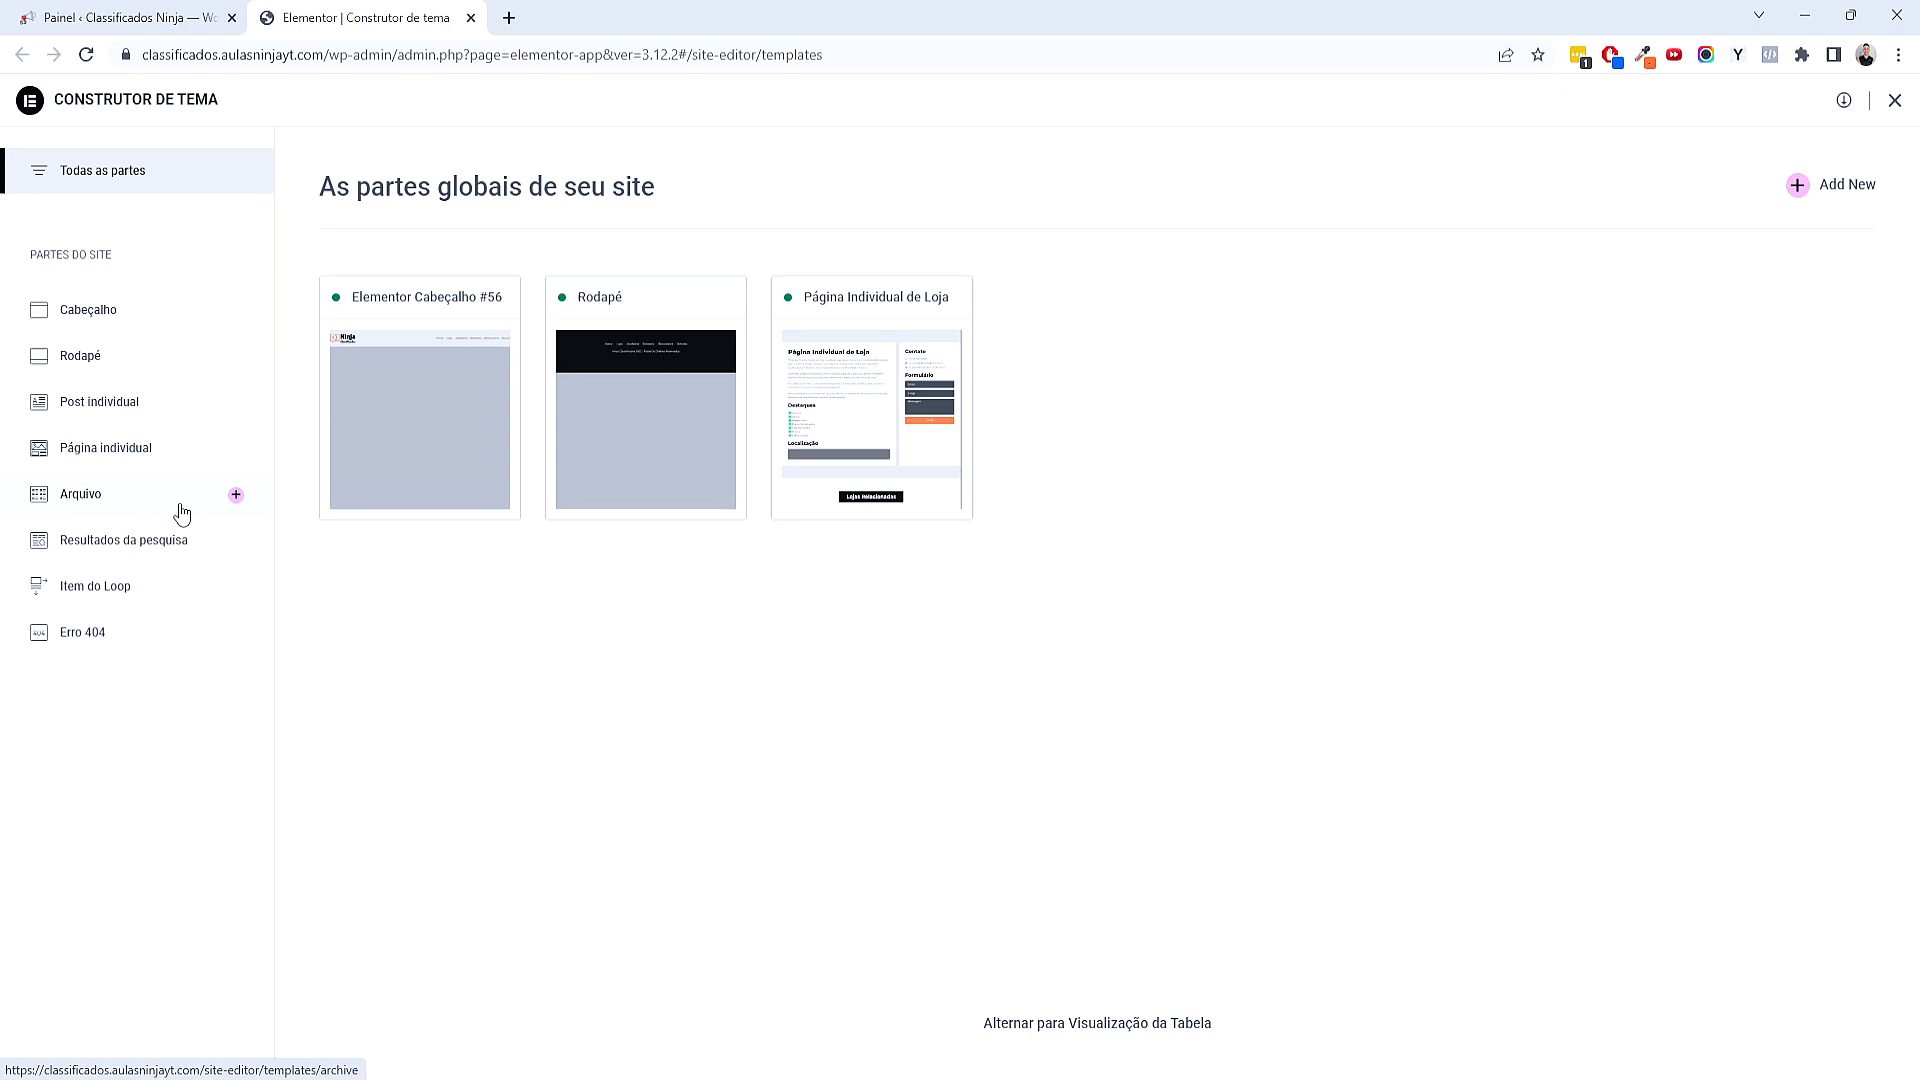 Painel ‹ Classificados Ninja — Wo
Elementor | Construtor de tema
classificados.aulasninjayt.com/wp-admin/admin.php?page=elementor-app&ver=3.12.2#/site-editor/templates
1
Y
CONSTRUTOR DE TEMA
Todas as partes
As partes globais de seu site
Add New
PARTES DO SITE
Cabeçalho
Rodapé
Post individual
Página individual
Arquivo
Resultados da pesquisa
Item do Loop
404
Erro 404
Elementor Cabeçalho #56
Ninja
Rodapé
Página Individual de Loja
Página Individual de Loja
Destaques
Localização
Contato
Formulário
Lojas Relacionadas
Alternar para Visualização da Tabela
https://classificados.aulasninjayt.com/site-editor/templates/archive